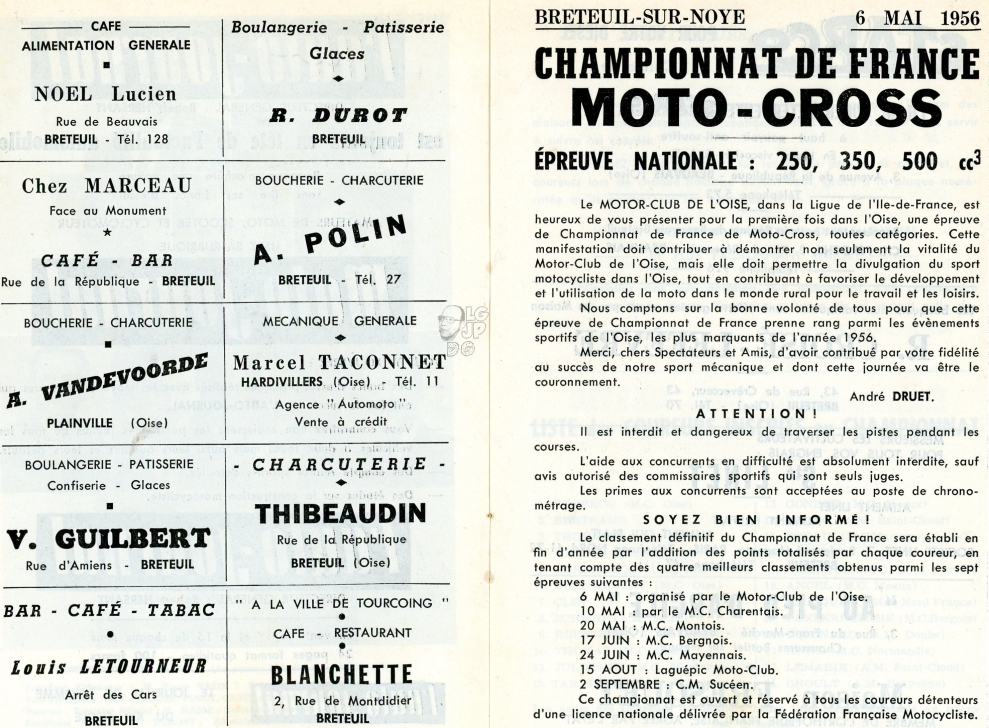 CAFE
ALIMENTATION GENERALE
NOEL Lucien
Rue de Beauvais
BRETEUIL - Tél. 128
Boulangerie - Patisserie
Glaces
R. DUROT
BRETEUIL
Chez MARCEAU
Face au Monument
CAFÉ - BAR
Rue de la République - BRETEUIL
BOUCHERIE - CHARCUTERIE
A. POLIN
BRETEUIL - Tél. 27
BOUCHERIE - CHARCUTERIE
A. VANDEVOORDE
PLAINVILLE (Oise)
MECANIQUE GENERALE
Marcel TACONNET
HARDIVILLERS (Oise) - Tél. 11
Agence "Automoto"
Vente à crédit
BOULANGERIE - PATISSERIE
Confiserie - Glaces
V. GUILBERT
Rue d'Amiens - BRETEUIL
- CHARCUTERIE -
THIBEAUDIN
Rue de la République
BRETEUIL (Oise)
BAR - CAFÉ - TABAC
Louis LETOURNEUR
Arrêt des Cars
BRETEUIL
" A LA VILLE DE TOURCOING "
CAFE - RESTAURANT
BLANCHETTE
2, Rue de Montdidier
BRETEUIL
LG
JP
DG
BRETEUIL-SUR-NOYE 6 MAI 1956
CHAMPIONNAT DE FRANCE
MOTO - CROSS
ÉPREUVE NATIONALE : 250, 350, 500 cc3
Le MOTOR-CLUB DE L'OISE, dans la Ligue de l'Ile-de-France, est
heureux de vous présenter pour la première fois dans l'Oise, une épreuve
de Championnat de France de Moto-Cross, toutes catégories. Cette
manifestation doit contribuer à démontrer non seulement la vitalité du
Motor-Club de l'Oise, mais elle doit permettre la divulgation du sport
motocycliste dans l'Oise, tout en contribuant à favoriser le développement
et l'utilisation de la moto dans le monde rural pour le travail et les loisirs.
Nous comptons sur la bonne volonté de tous pour que cette
épreuve de Championnat de France prenne rang parmi les évènements
sportifs de l'Oise, les plus marquants de l'année 1956.
Merci, chers Spectateurs et Amis, d'avoir contribué par votre fidélité
au succès de notre sport mécanique et dont cette journée va être le
couronnement.
André DRUET.
ATTENTION !
Il est interdit et dangereux de traverser les pistes pendant les
courses.
L'aide aux concurrents en difficulté est absolument interdite, sauf
avis autorisé des commissaires sportifs qui sont seuls juges.
Les primes aux concurrents sont acceptées au poste de chrono-
métrage.
SOYEZ BIEN INFORMÉ !
Le classement définitif du Championnat de France sera établi en
fin d'année par l'addition des points totalisés par chaque coureur, en
tenant compte des quatre meilleurs classements obtenus parmi les sept
épreuves suivantes :
6 MAI : organisé par le Motor-Club de l'Oise.
10 MAI : par le M.C. Charentais.
20 MAI : M.C. Montois.
17 JUIN : M.C. Bergnois.
24 JUIN : M.C. Mayennais.
15 AOUT : Laguépic Moto-Club.
2 SEPTEMBRE : C.M. Sucéen.
Ce championnat est ouvert et réservé à tous les coureurs détenteurs
d'une licence nationale délivrée par la Fédération Française Motocycliste.